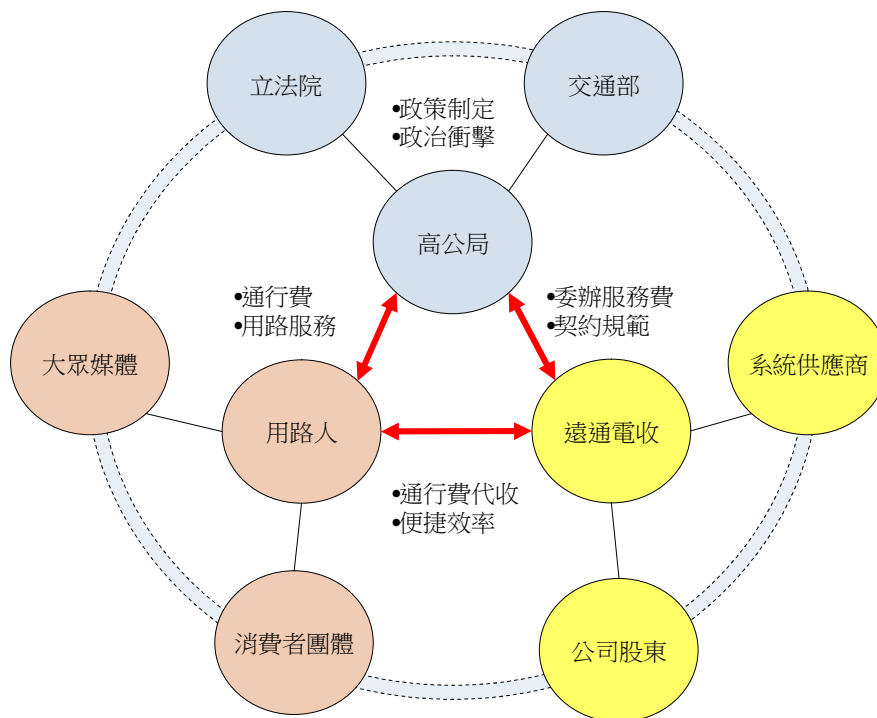 立法院
交通部
•政策制定
•政治衝擊
高公局
•通行費
•用路服務
•委辦服務費
•契約規範
大眾媒體
系統供應商
用路人
遠通電收
•通行費代收
•便捷效率
消費者團體
公司股東